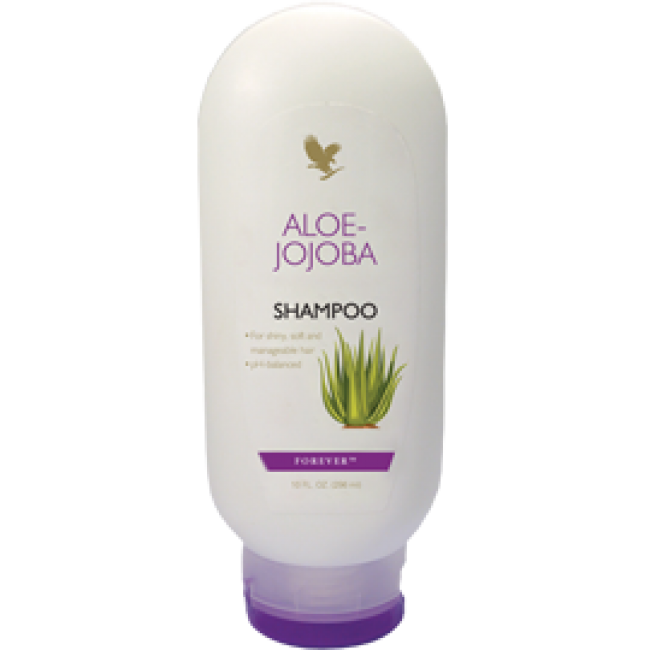 ALOE-
JOJOBA
SHAMPOO
• For shiny, soft and
manageable hair
• pH-balanced
FOREVER™
10 FL. OZ. (296 ml)